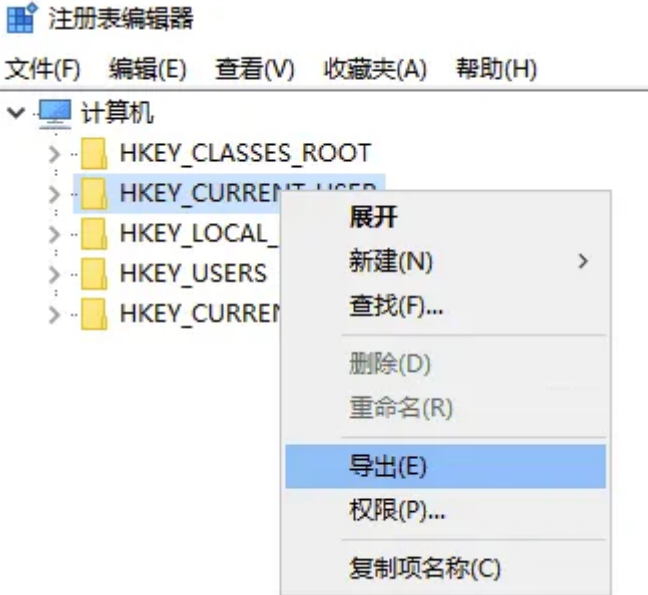 注册表编辑器
文件(F) 编辑(E) 查看(V) 收藏夹(A) 帮助(H)
计算机
HKEY_CLASSES_ROOT
HKEY_CURRENT_USER
HKEY_LOCAL_
HKEY_USERS
HKEY_CURREN
展开
新建(N)
查找(F)...
删除(D)
重命名(R)
导出(E)
权限(P)...
复制项名称(C)